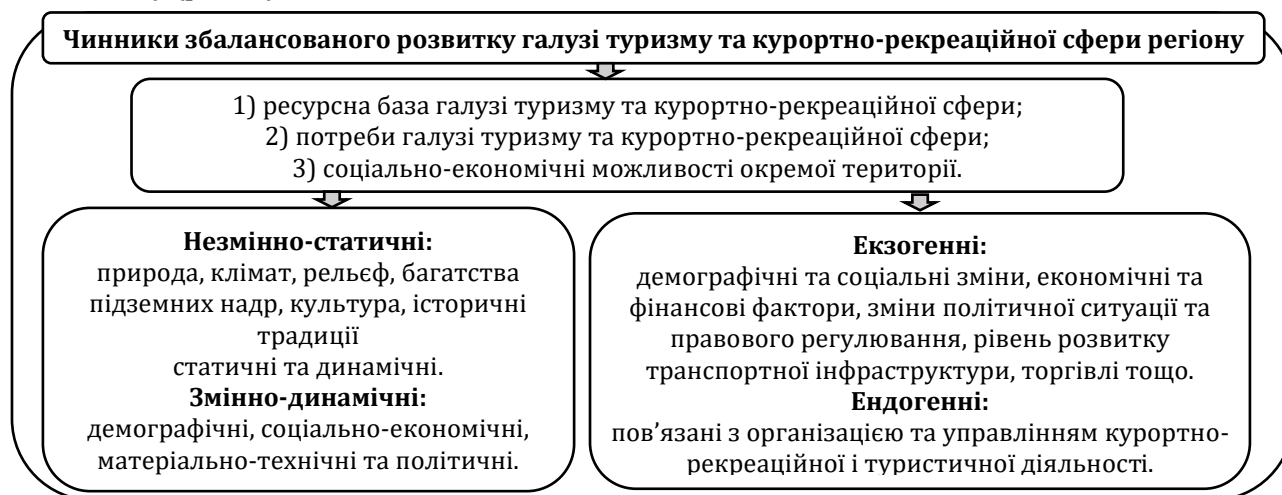 Чинники збалансованого розвитку галузі туризму та курортно-рекреаційної сфери регіону
1) ресурсна база галузі туризму та курортно-рекреаційної сфери;
2) потреби галузі туризму та курортно-рекреаційної сфери;
3) соціально-економічні можливості окремої території.
Незмінно-статичні:
природа, клімат, рельєф, багатства
підземних надр, культура, історичні
традиції
статичні та динамічні.
Змінно-динамічні:
демографічні, соціально-економічні,
матеріально-технічні та політичні.
Екзогенні:
демографічні та соціальні зміни, економічні та
фінансові фактори, зміни політичної ситуації та
правового регулювання, рівень розвитку
транспортної інфраструктури, торгівлі тощо.
Ендогенні:
пов’язані з організацією та управлінням курортно-
рекреаційної і туристичної діяльності.